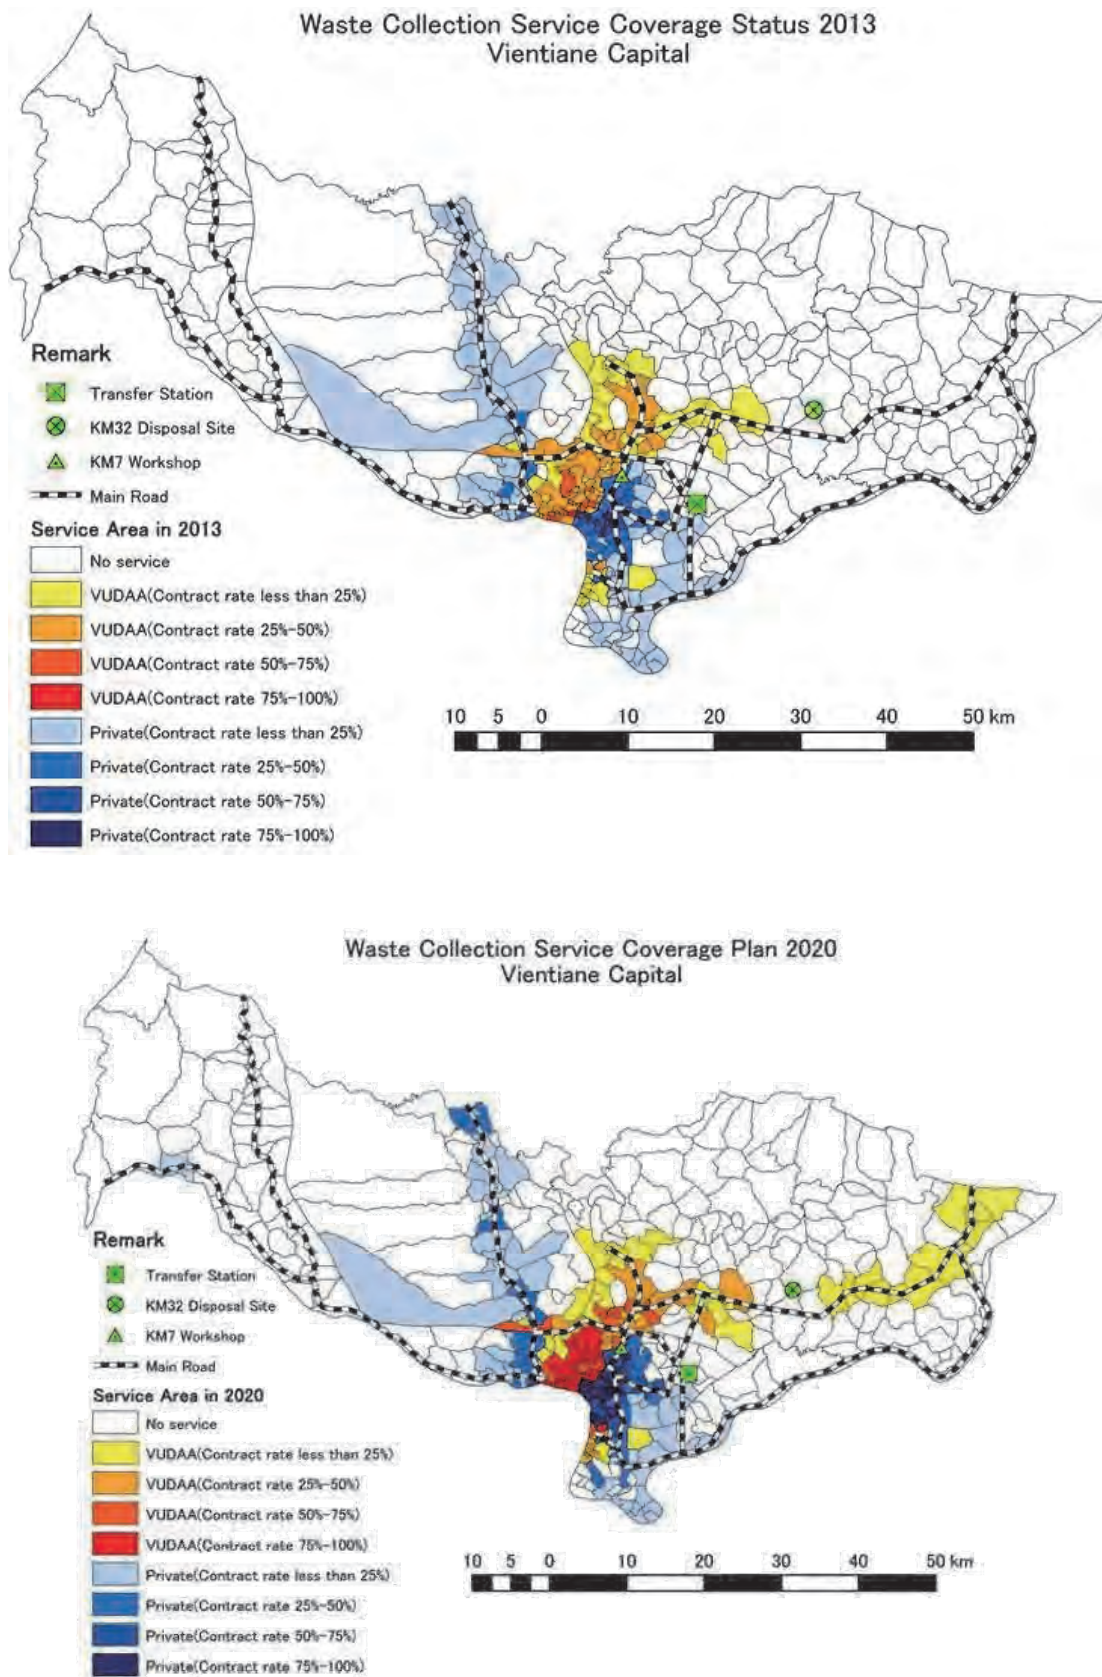 Waste Collection Service Coverage Status 2013
Vientiane Capital
Remark
Transfer Station
KM32 Disposal Site
KM7 Workshop
Main Road
Service Area in 2013
No service
VUDAA(Contract rate less than 25%)
VUDAA(Contract rate 25%-50%)
VUDAA(Contract rate 50%-75%)
VUDAA(Contract rate 75%-100%)
Private(Contract rate less than 25%)
Private(Contract rate 25%-50%)
Private(Contract rate 50%-75%)
Private(Contract rate 75%-100%)
10 5 0 10 20 30 40 50 km
Waste Collection Service Coverage Plan 2020
Vientiane Capital
Remark
Transfer Station
KM32 Disposal Site
KM7 Workshop
Main Road
Service Area in 2020
No service
VUDAA(Contract rate less than 25%)
VUDAA(Contract rate 25%-50%)
VUDAA(Contract rate 50%-75%)
VUDAA(Contract rate 75%-100%)
Private(Contract rate less than 25%)
Private(Contract rate 25%-50%)
Private(Contract rate 50%-75%)
Private(Contract rate 75%-100%)
10 5 0 10 20 30 40 50 km